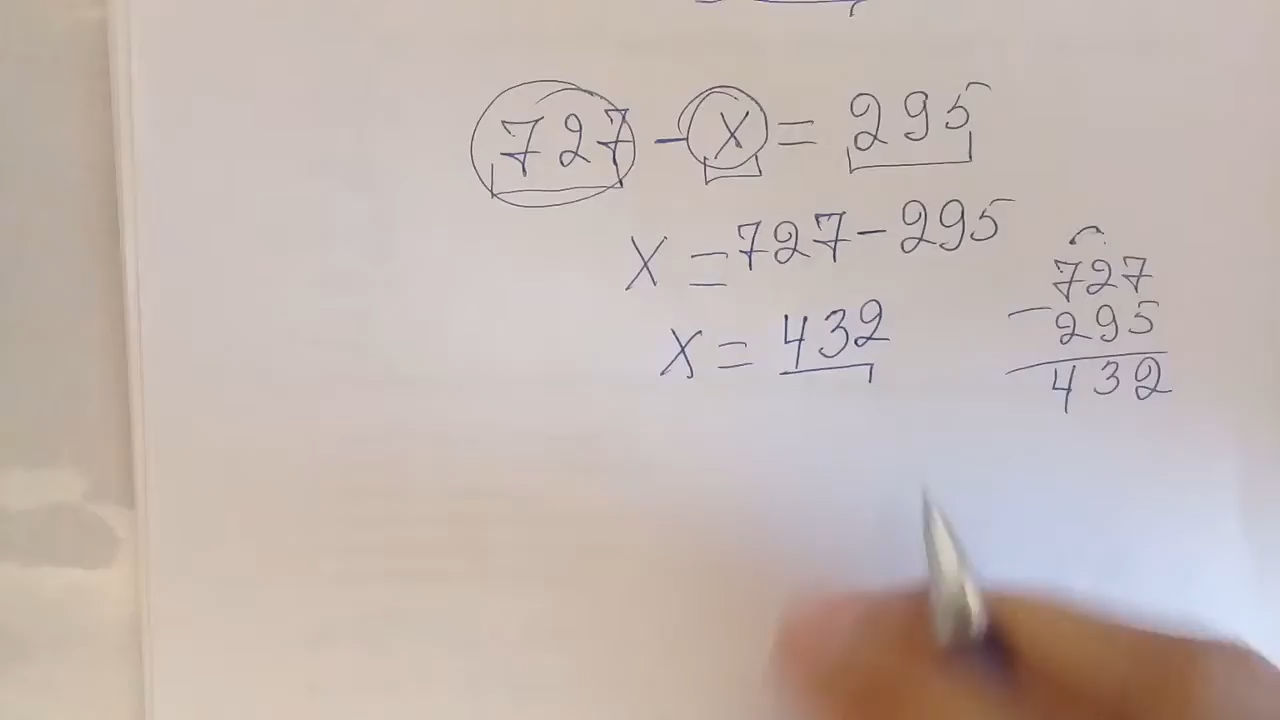 727 - x = 295
x = 727 - 295
x = 432
727
- 295
432